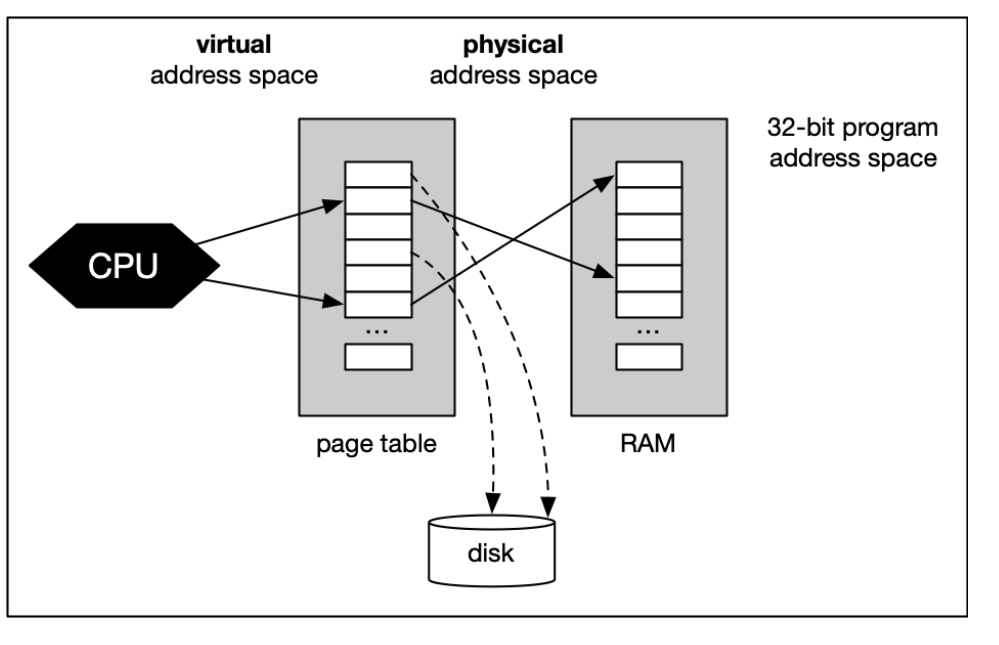 virtual
address space
physical
address space
32-bit program
address space
CPU
...
...
page table
RAM
disk